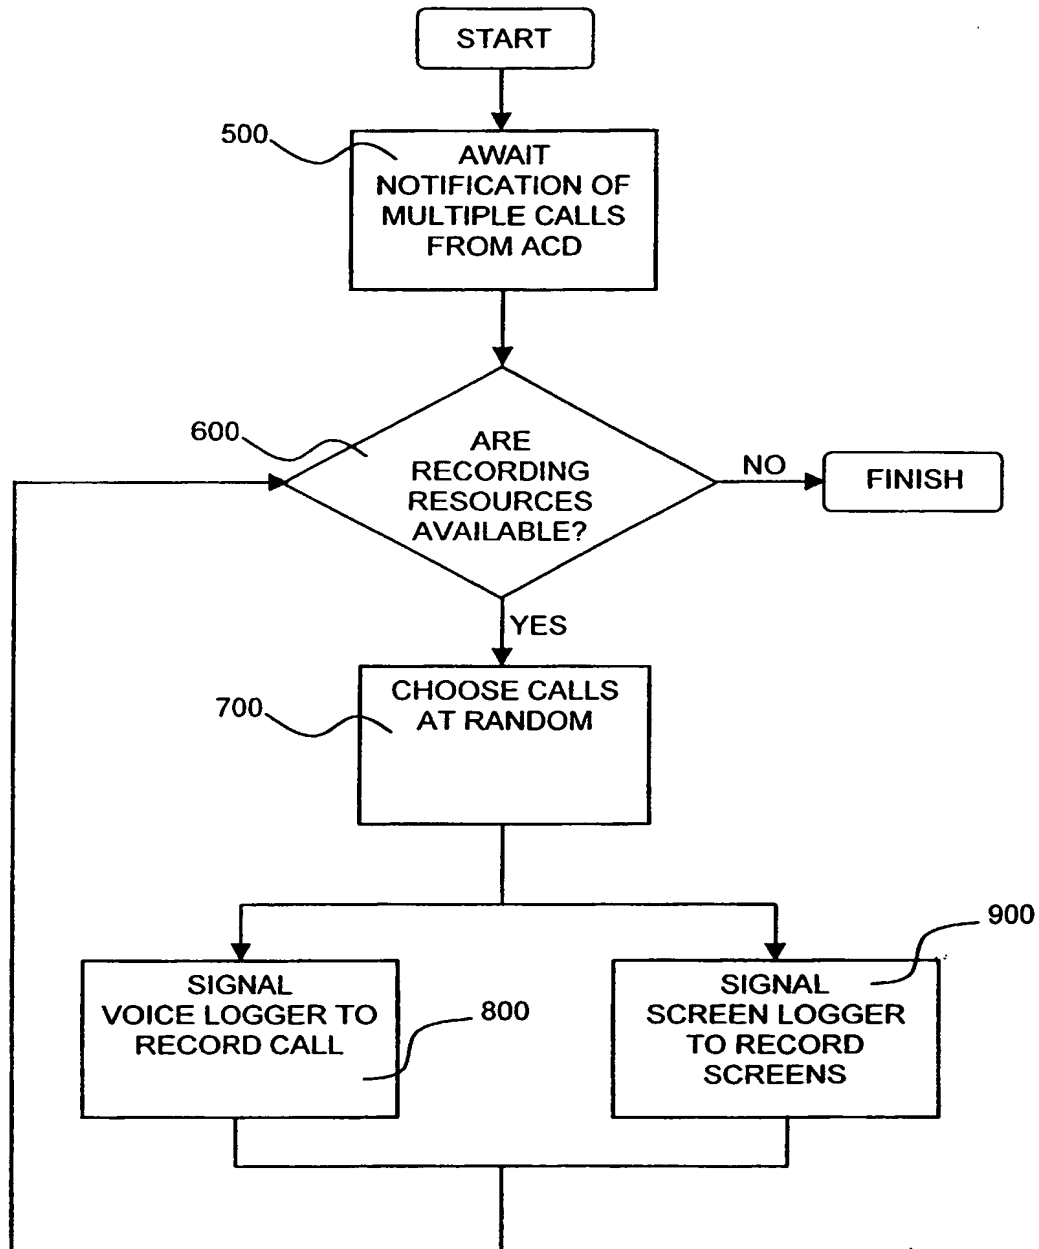 START
500
AWAIT
NOTIFICATION OF
MULTIPLE CALLS
FROM ACD
600
ARE
RECORDING
RESOURCES
AVAILABLE?
NO
FINISH
YES
700
CHOOSE CALLS
AT RANDOM
900
SIGNAL
VOICE LOGGER TO
RECORD CALL
800
SIGNAL
SCREEN LOGGER
TO RECORD
SCREENS